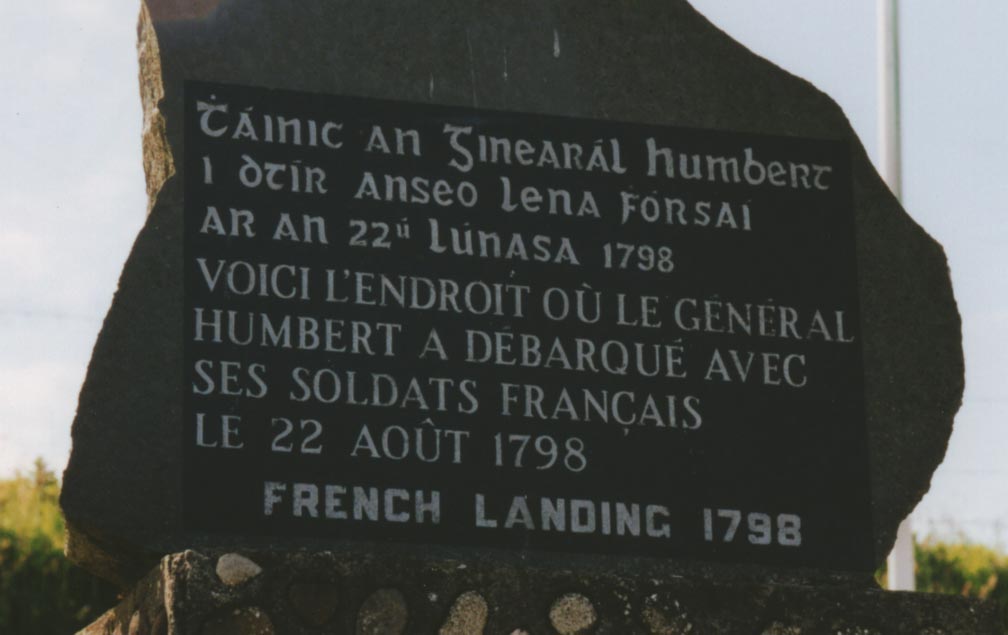 Ṫáinic an Ginearál Humbert
i dtír anseo lena fórsaí
ar an 22ú Lúnasa 1798
VOICI L'ENDROIT OÙ LE GÉNÉRAL
HUMBERT A DÉBARQUÉ AVEC
SES SOLDATS FRANÇAIS
LE 22 AOÛT 1798
FRENCH LANDING 1798